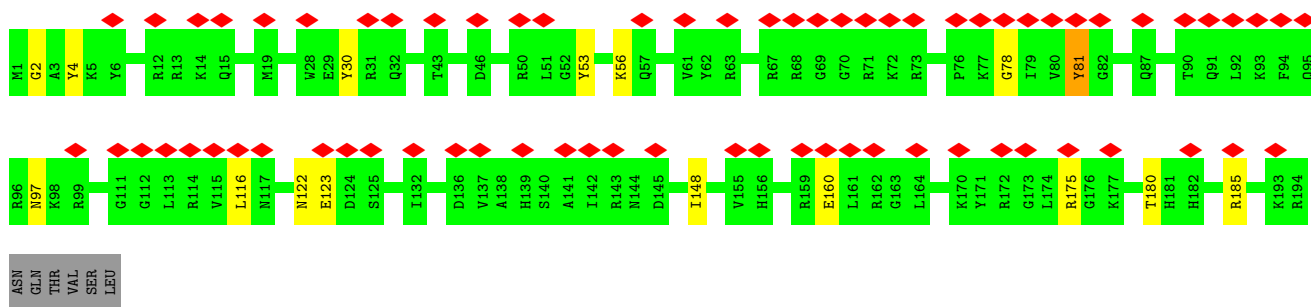 M1 G2 A3 Y4 K5 Y6 R12 R13 K14 Q15 M19 W28 E29 Y30 R31 Q32 T43 D46 R50 L51 G52 Y53 K56 Q57 V61 Y62 R63 R67 R68 G69 G70 R71 K72 R73 P76 K77 G78 I79 V80 Y81 G82 Q87 T90 Q91 L92 K93 F94 Q95
R96 N97 K98 R99 G111 G112 L113 R114 V115 L116 N117 N122 E123 D124 S125 I132 D136 V137 A138 H139 S140 A141 I142 R143 N144 D145 I148 V155 H156 R159 E160 L161 R162 G163 L164 K170 Y171 R172 G173 L174 R175 G176 K177 T180 H181 H182 R185 K193 R194
ASN GLN THR VAL SER LEU